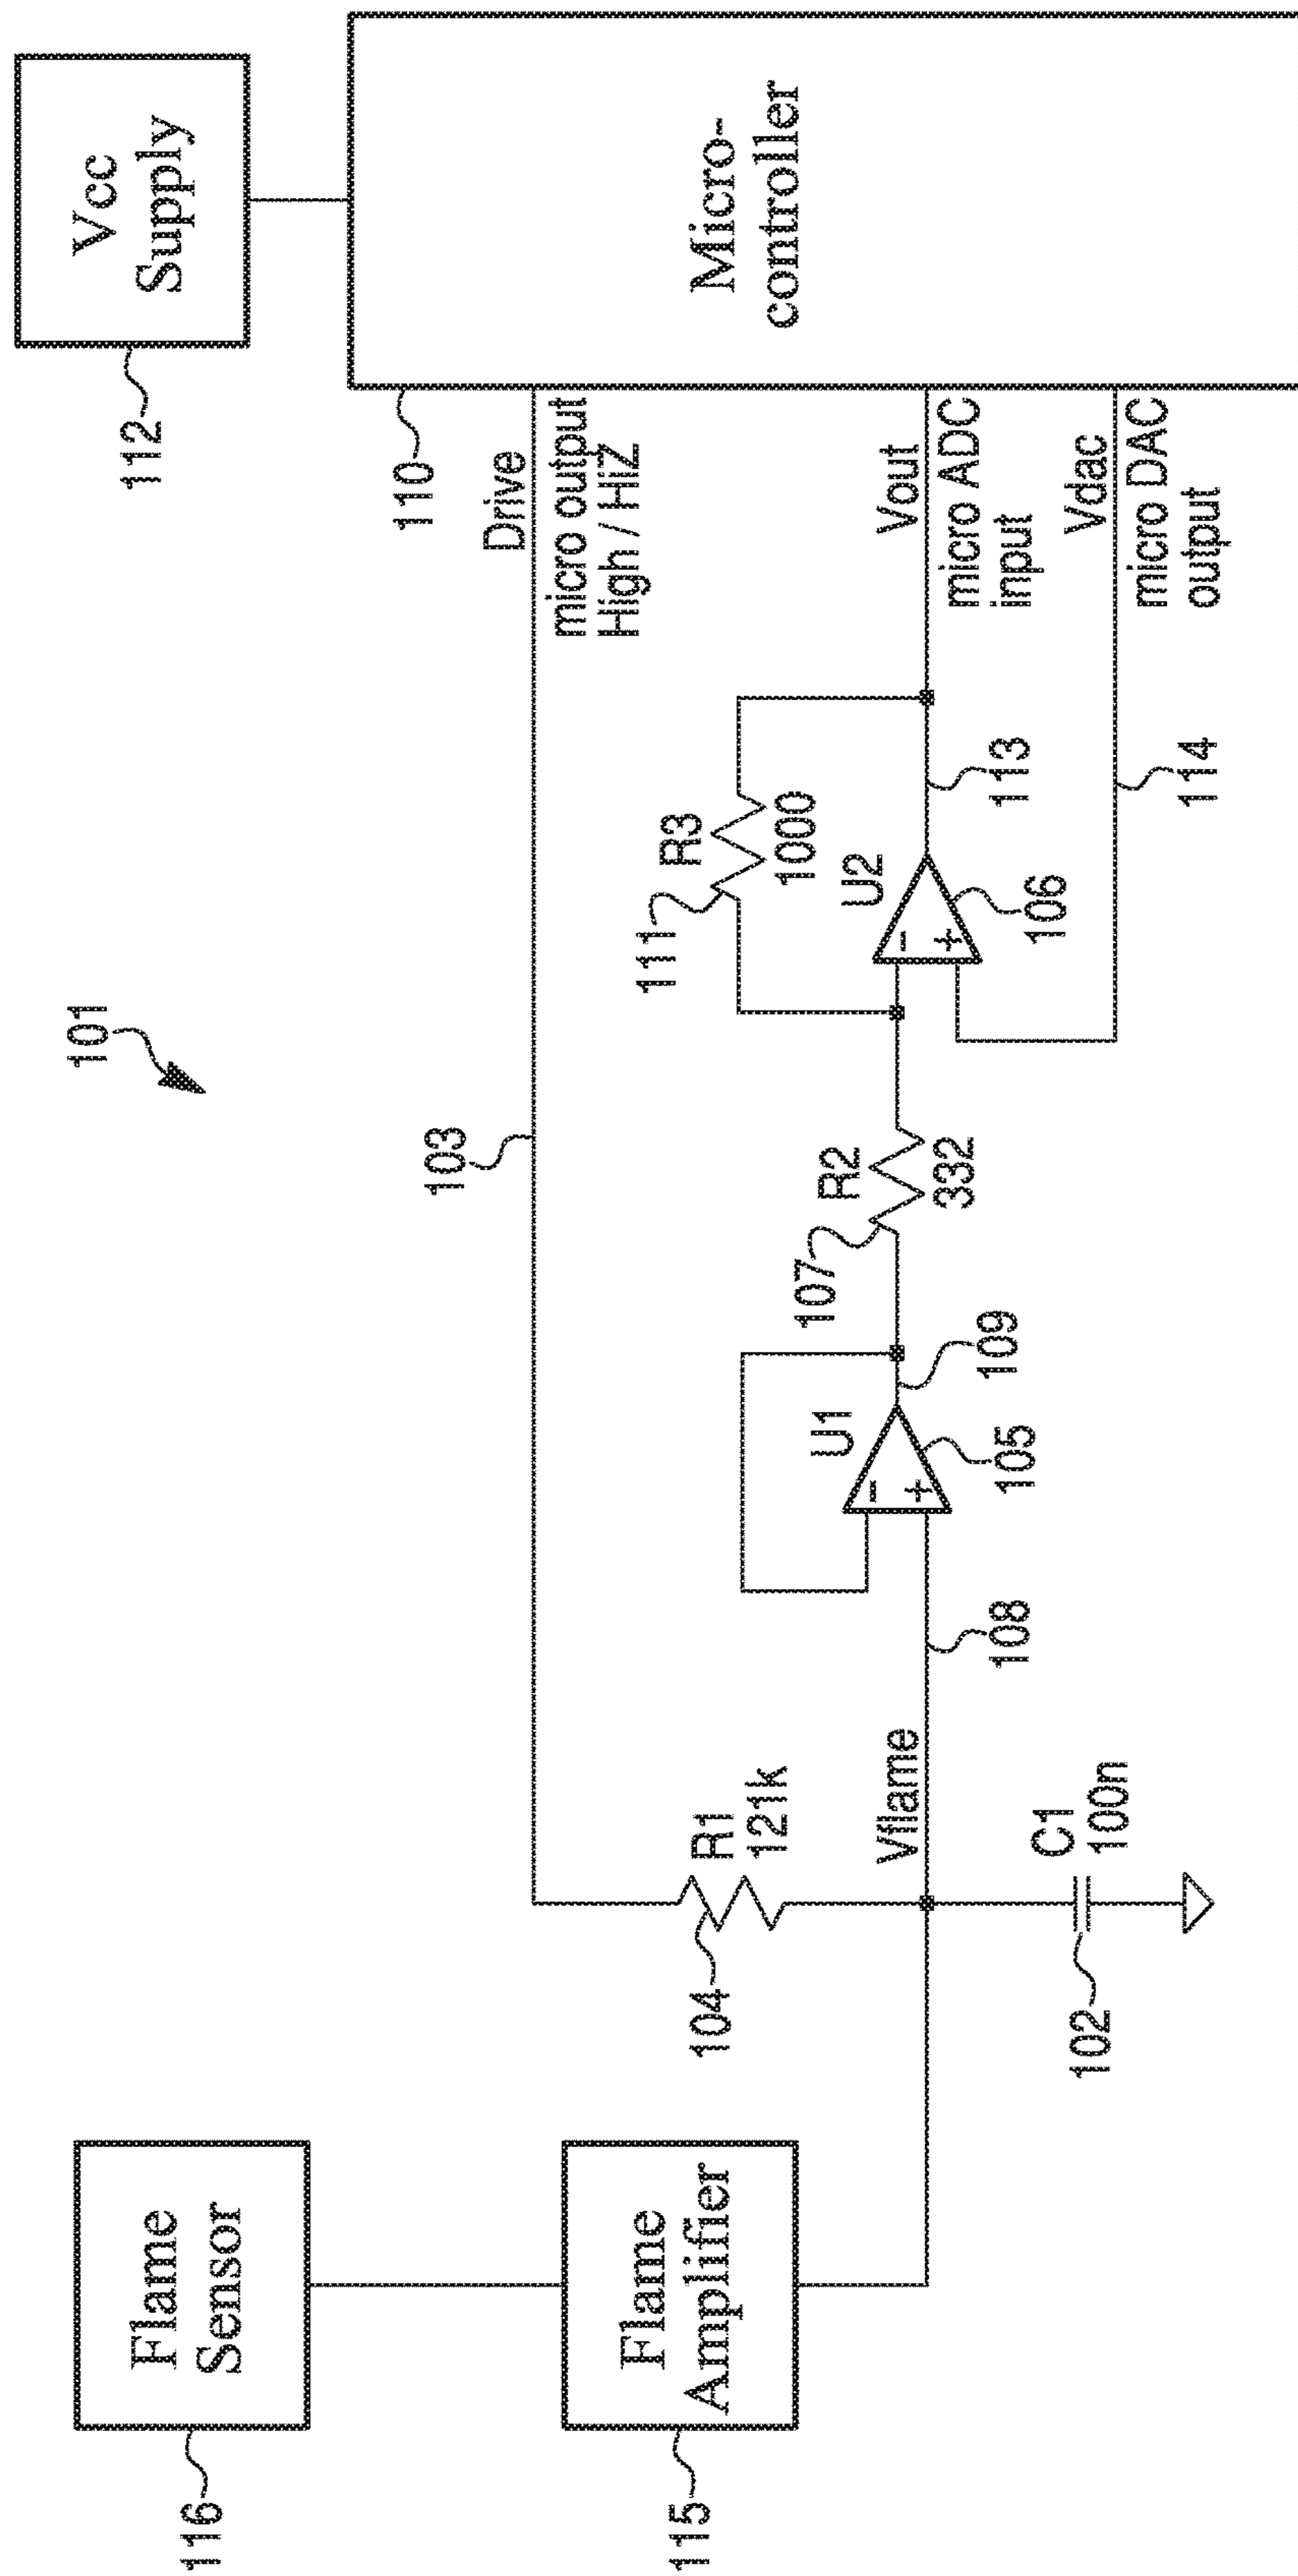 101
116
Flame
Sensor
115
Flame
Amplifier
103
104
R1
121k
Vflame
C1
100n
102
108
U1
-
+
105
109
107
R2
332
111
R3
1000
U2
-
+
106
113
114
Drive
micro output
High / HiZ
Vout
micro ADC
input
Vdac
micro DAC
output
110
Micro-
controller
112
Vcc
Supply